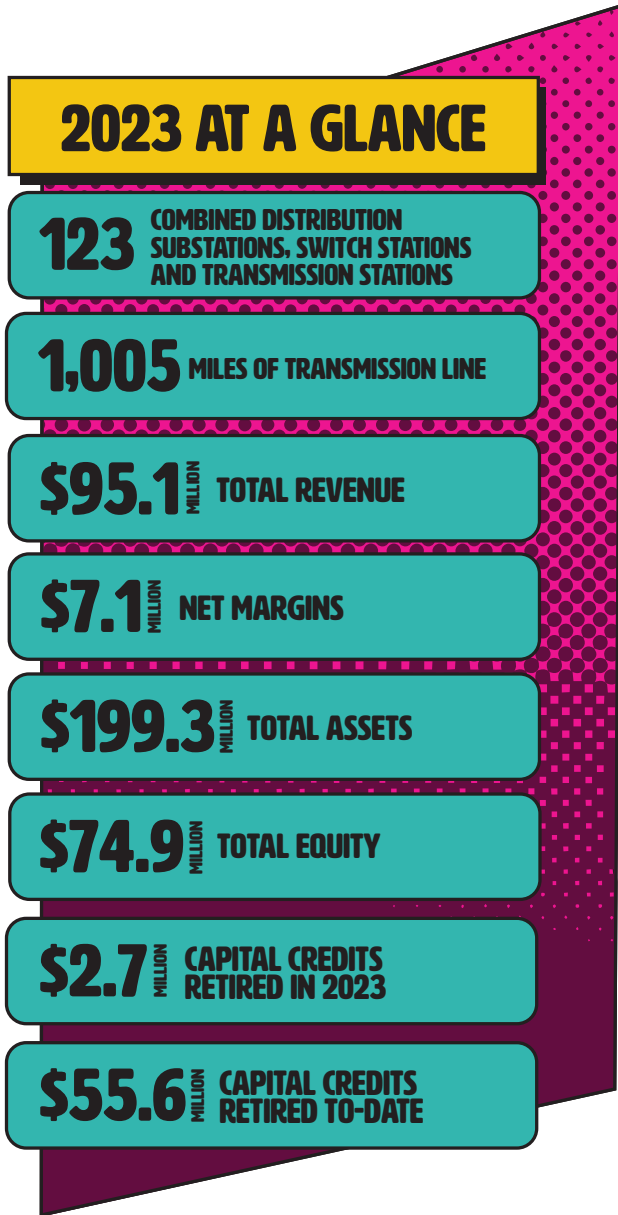 2023 AT A GLANCE
123 COMBINED DISTRIBUTION
SUBSTATIONS, SWITCH STATIONS
AND TRANSMISSION STATIONS
1,005 MILES OF TRANSMISSION LINE
$95.1 MILLION TOTAL REVENUE
$7.1 MILLION NET MARGINS
$199.3 MILLION TOTAL ASSETS
$74.9 MILLION TOTAL EQUITY
$2.7 MILLION CAPITAL CREDITS
RETIRED IN 2023
$55.6 MILLION CAPITAL CREDITS
RETIRED TO-DATE